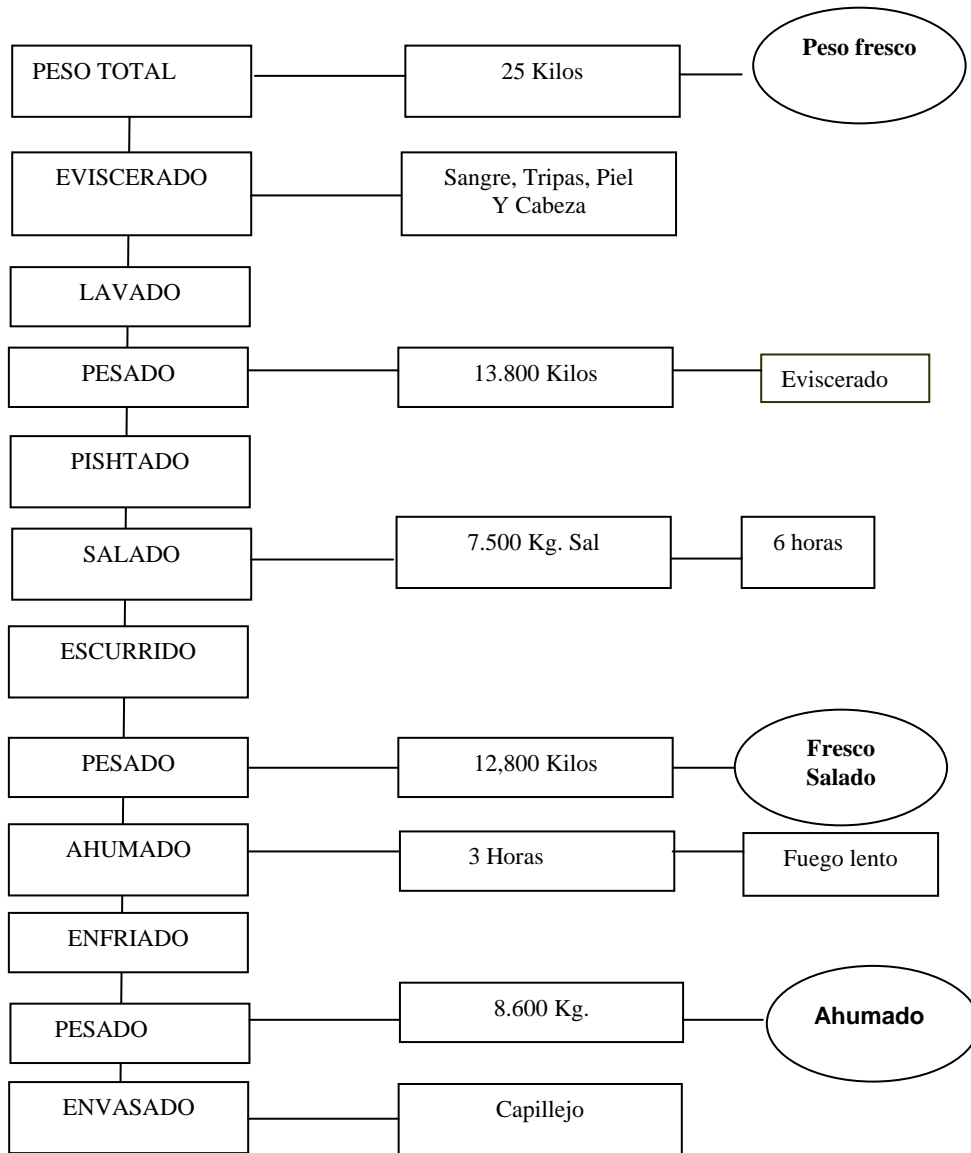 PESO TOTAL
25 Kilos
Peso fresco
EVISCERADO
Sangre, Tripas, Piel
Y Cabeza
LAVADO
PESADO
13.800 Kilos
Eviscerado
PISHTADO
SALADO
7.500 Kg. Sal
6 horas
ESCURRIDO
PESADO
12,800 Kilos
Fresco
Salado
AHUMADO
3 Horas
Fuego lento
ENFRIADO
PESADO
8.600 Kg.
Ahumado
ENVASADO
Capillejo